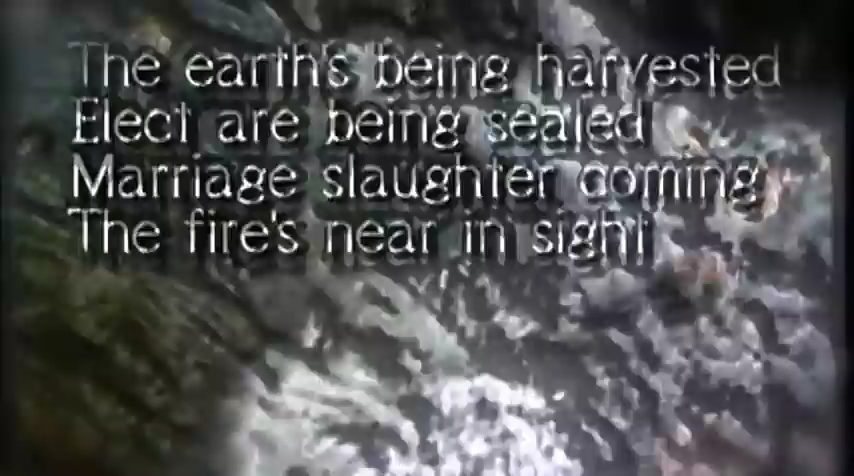 The earth's being harvested
Elect are being sealed
Marriage slaughter coming
The fire's near in sight